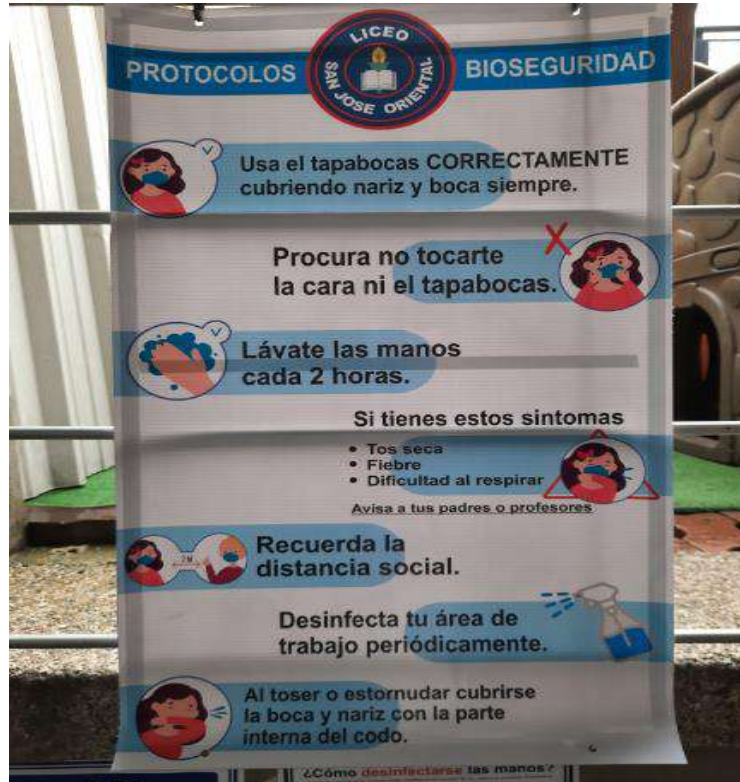 LICEO
SAN JOSE ORIENTAL
PROTOCOLOS BIOSEGURIDAD
Usa el tapabocas CORRECTAMENTE
cubriendo nariz y boca siempre.
Procura no tocarte
la cara ni el tapabocas.
Lávate las manos
cada 2 horas.
Si tienes estos sintomas
• Tos seca
• Fiebre
• Dificultad al respirar
Avisa a tus padres o profesores
2M
Recuerda la
distancia social.
Desinfecta tu área de
trabajo periódicamente.
Al toser o estornudar cubrirse
la boca y nariz con la parte
interna del codo.
¿Cómo desinfectarse las manos?